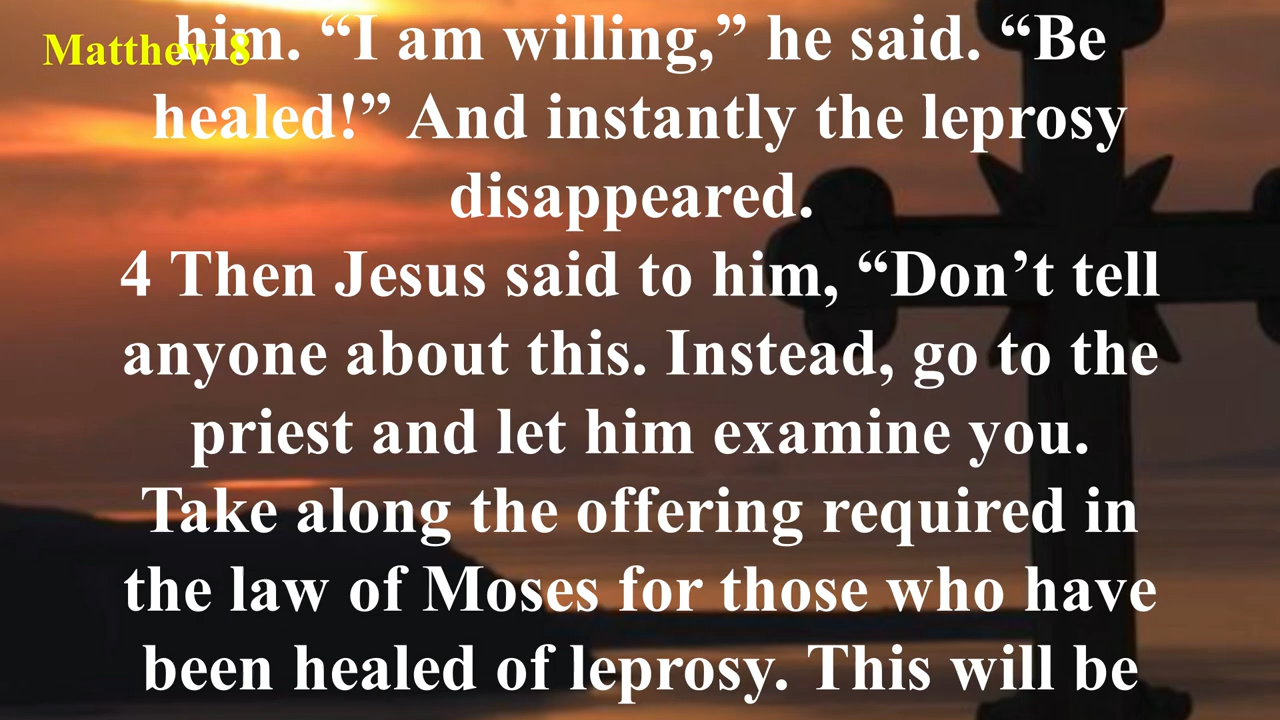 Matthew 8
him. “I am willing,” he said. “Be
healed!” And instantly the leprosy
disappeared.
4 Then Jesus said to him, “Don’t tell
anyone about this. Instead, go to the
priest and let him examine you.
Take along the offering required in
the law of Moses for those who have
been healed of leprosy. This will be